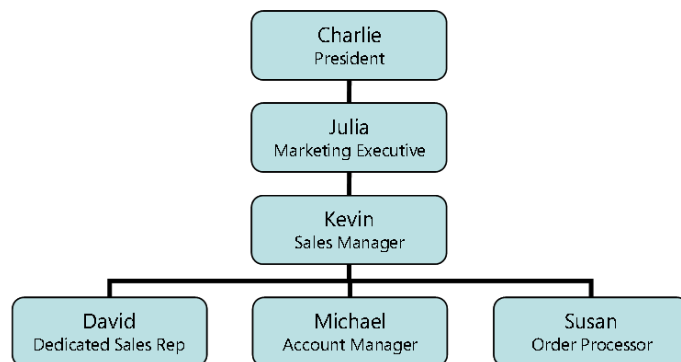 Charlie
President
Julia
Marketing Executive
Kevin
Sales Manager
David
Dedicated Sales Rep
Michael
Account Manager
Susan
Order Processor